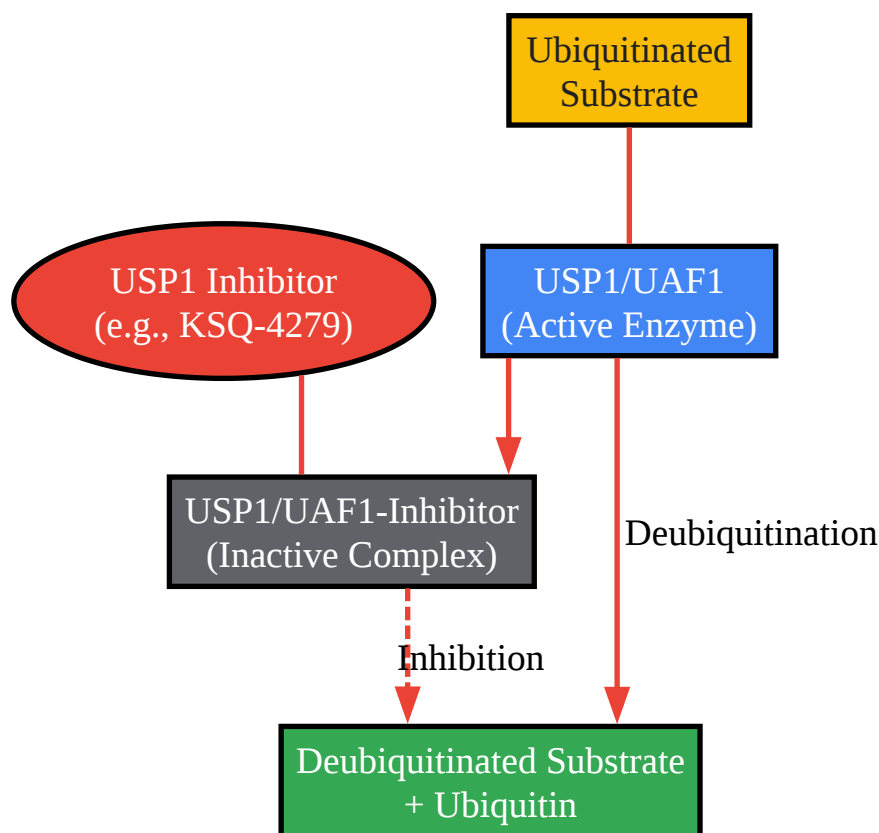 Ubiquitinated
Substrate
USP1 Inhibitor
(e.g., KSQ-4279)
USP1/UAF1
(Active Enzyme)
USP1/UAF1-Inhibitor
(Inactive Complex)
Deubiquitination
Inhibition
Deubiquitinated Substrate
+ Ubiquitin